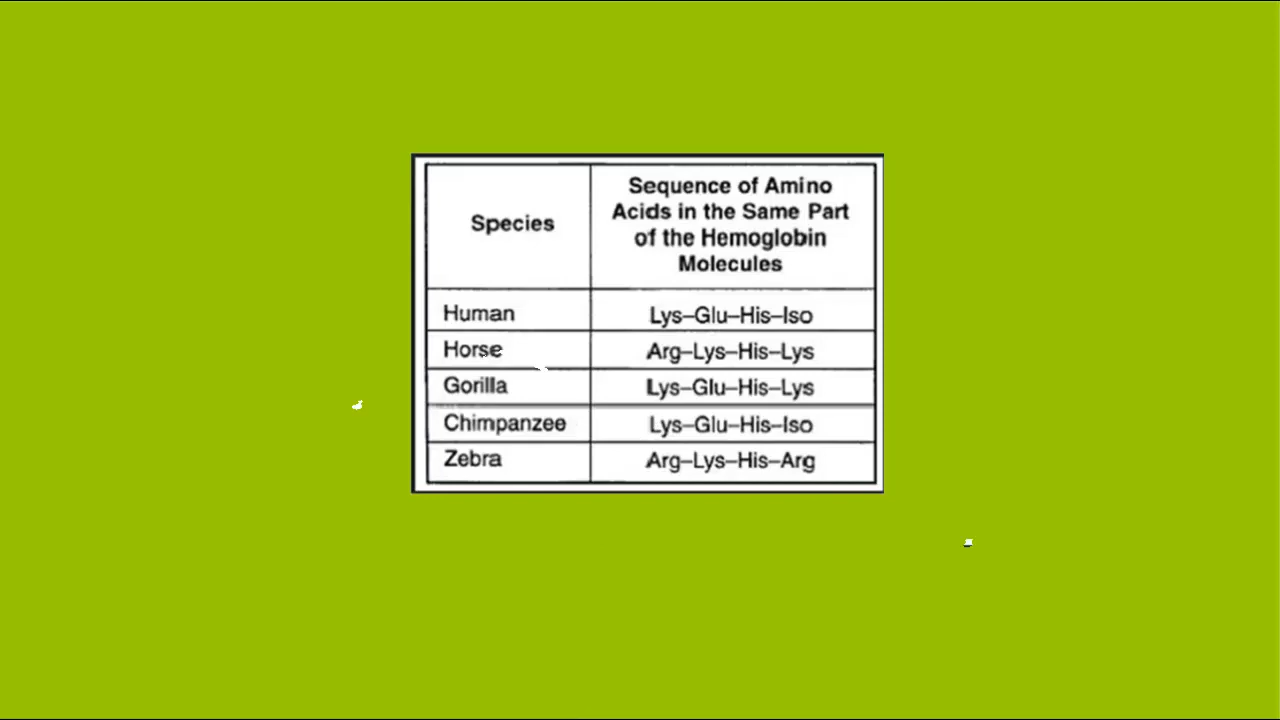 Species
Sequence of Amino
Acids in the Same Part
of the Hemoglobin
Molecules
Human Lys–Glu–His–Iso
Horse Arg–Lys–His–Lys
Gorilla Lys–Glu–His–Lys
Chimpanzee Lys–Glu–His–Iso
Zebra Arg–Lys–His–Arg